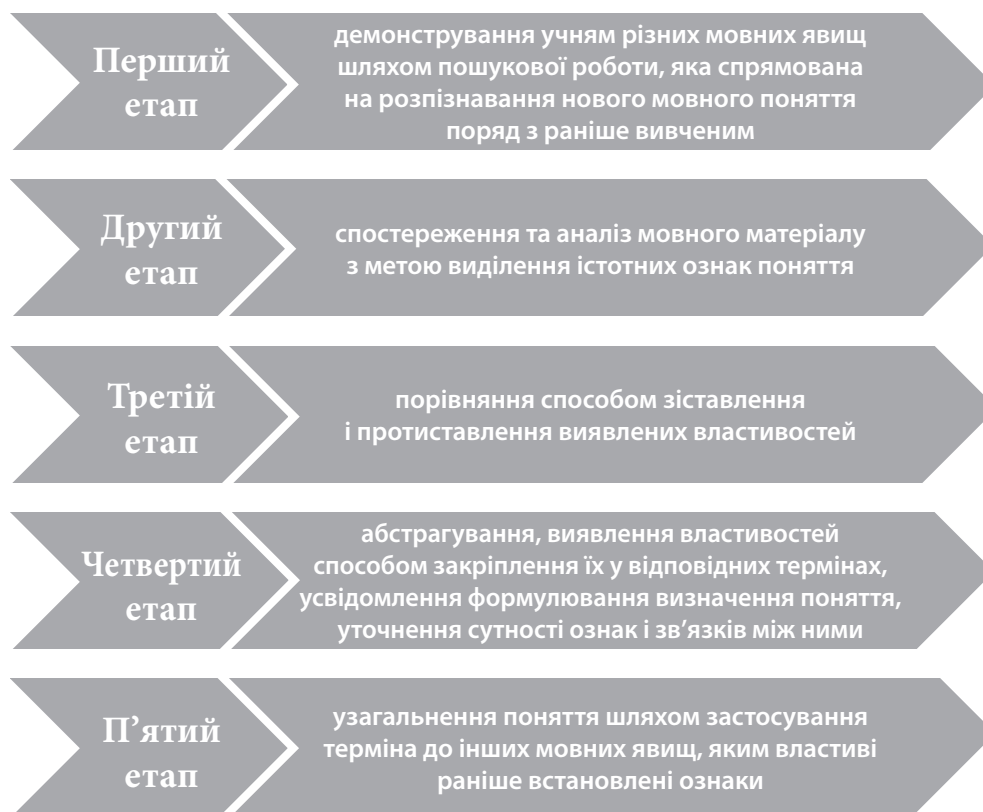 Перший
етап
демонстрування учням різних мовних явищ
шляхом пошукової роботи, яка спрямована
на розпізнавання нового мовного поняття
поряд з раніше вивченим
Другий
етап
спостереження та аналіз мовного матеріалу
з метою виділення істотних ознак поняття
Третій
етап
порівняння способом зіставлення
і протиставлення виявлених властивостей
Четвертий
етап
абстрагування, виявлення властивостей
способом закріплення їх у відповідних термінах,
усвідомлення формулювання визначення поняття,
уточнення сутності ознак і зв’язків між ними
П’ятий
етап
узагальнення поняття шляхом застосування
терміна до інших мовних явищ, яким властиві
раніше встановлені ознаки